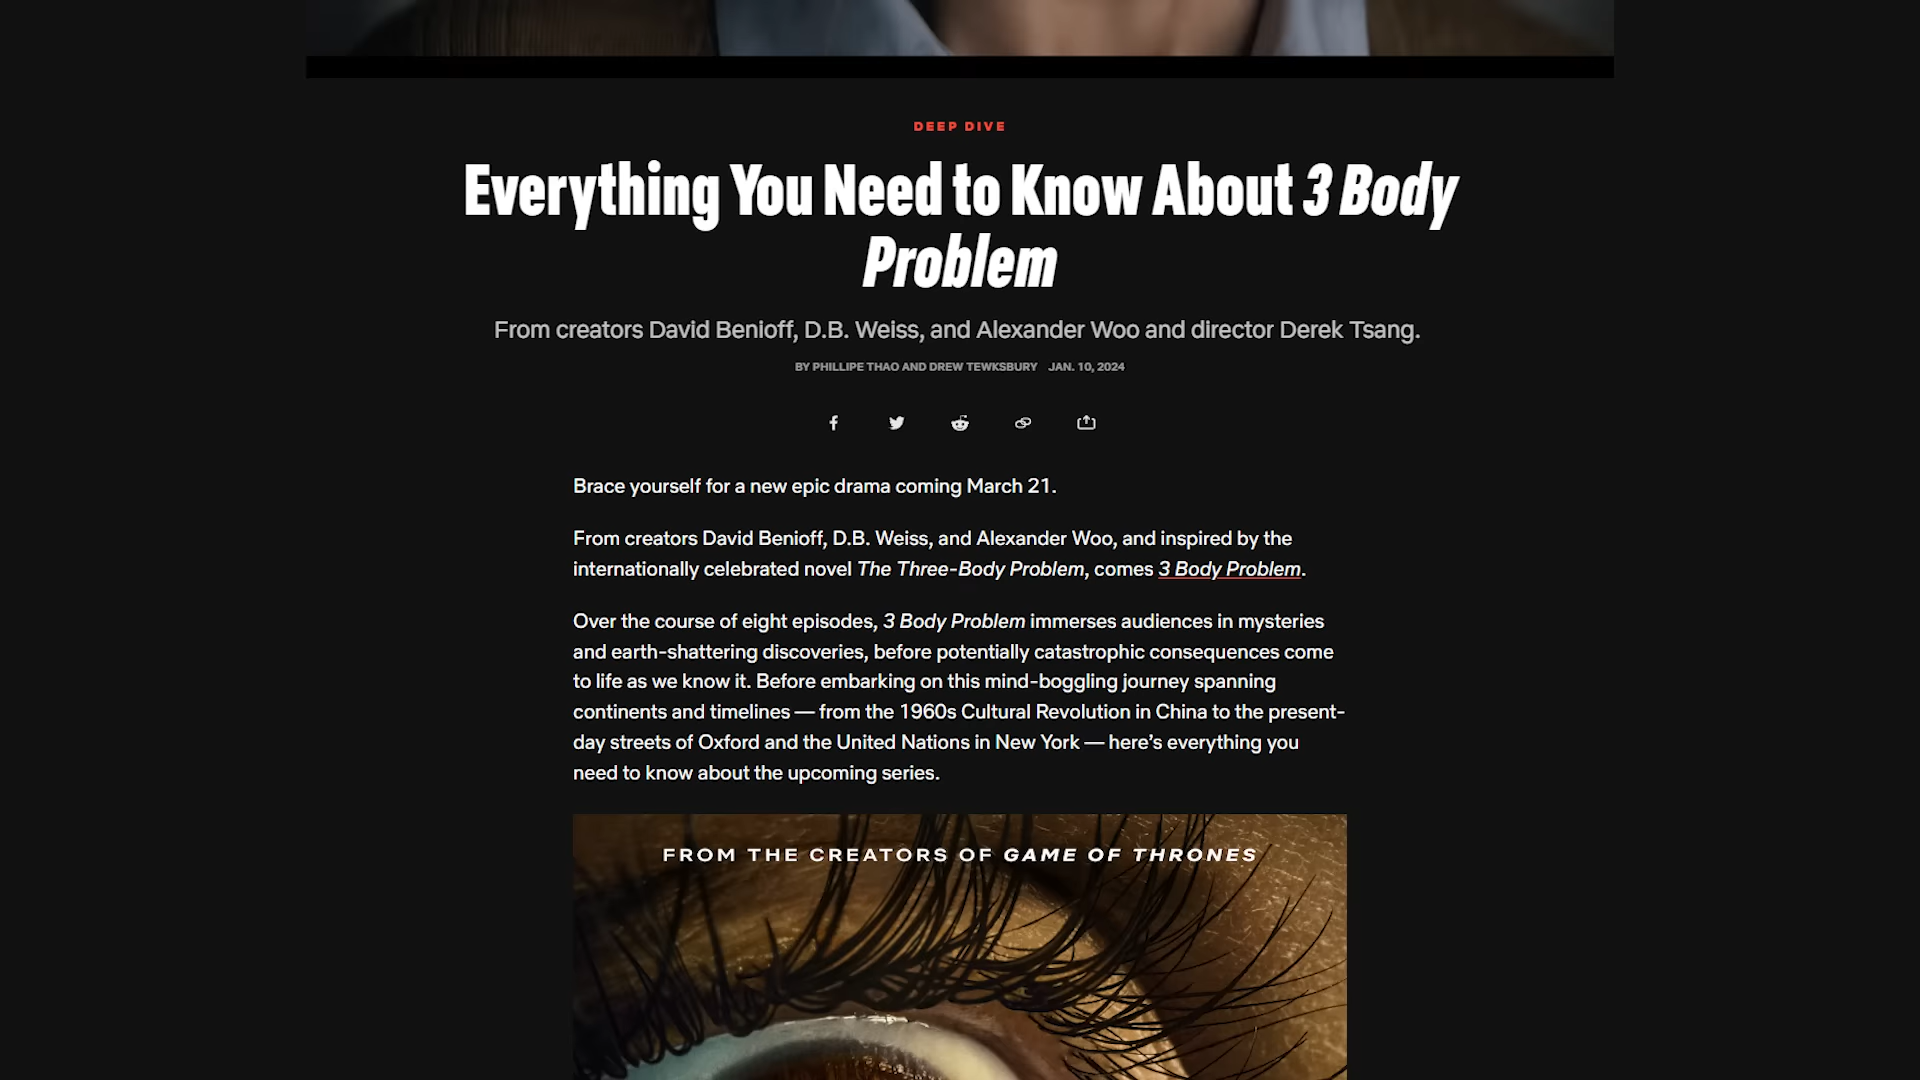 DEEP DIVE
Everything You Need to Know About 3 Body
Problem
From creators David Benioff, D.B. Weiss, and Alexander Woo and director Derek Tsang.
BY PHILLIPE THAO AND DREW TEWKSBURY JAN. 10, 2024
Brace yourself for a new epic drama coming March 21.
From creators David Benioff, D.B. Weiss, and Alexander Woo, and inspired by the
internationally celebrated novel The Three-Body Problem, comes 3 Body Problem.
Over the course of eight episodes, 3 Body Problem immerses audiences in mysteries
and earth-shattering discoveries, before potentially catastrophic consequences come
to life as we know it. Before embarking on this mind-boggling journey spanning
continents and timelines — from the 1960s Cultural Revolution in China to the present-
day streets of Oxford and the United Nations in New York — here’s everything you
need to know about the upcoming series.
FROM THE CREATORS OF GAME OF THRONES